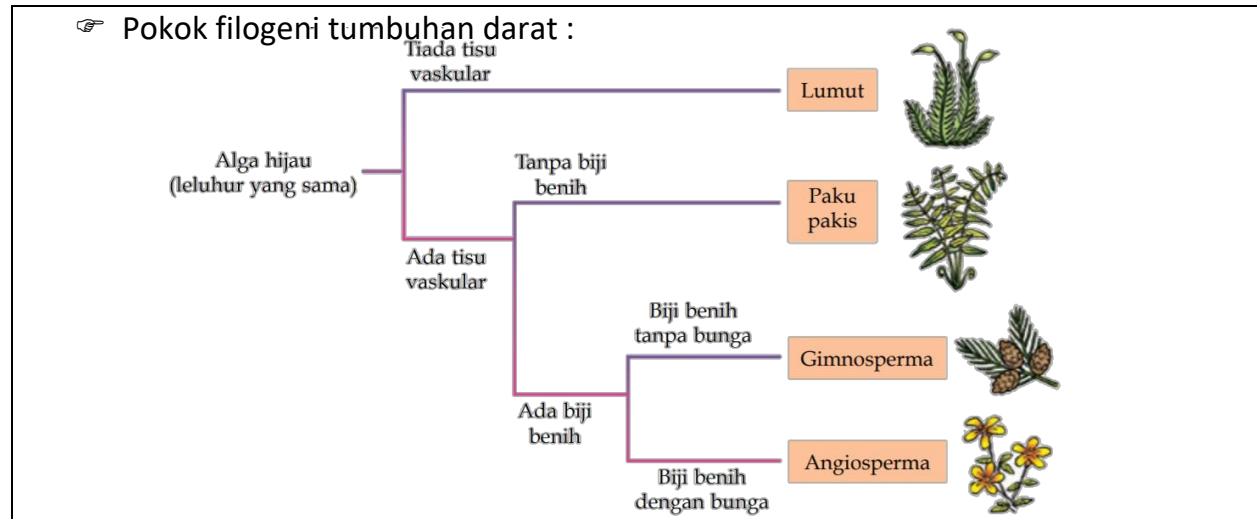 ☞ Pokok filogeni tumbuhan darat :
Tiada tisu
vaskular
Lumut
Alga hijau
(leluhur yang sama)
Tanpa biji
benih
Paku
pakis
Ada tisu
vaskular
Biji benih
tanpa bunga
Gimnosperma
Ada biji
benih
Biji benih
dengan bunga
Angiosperma